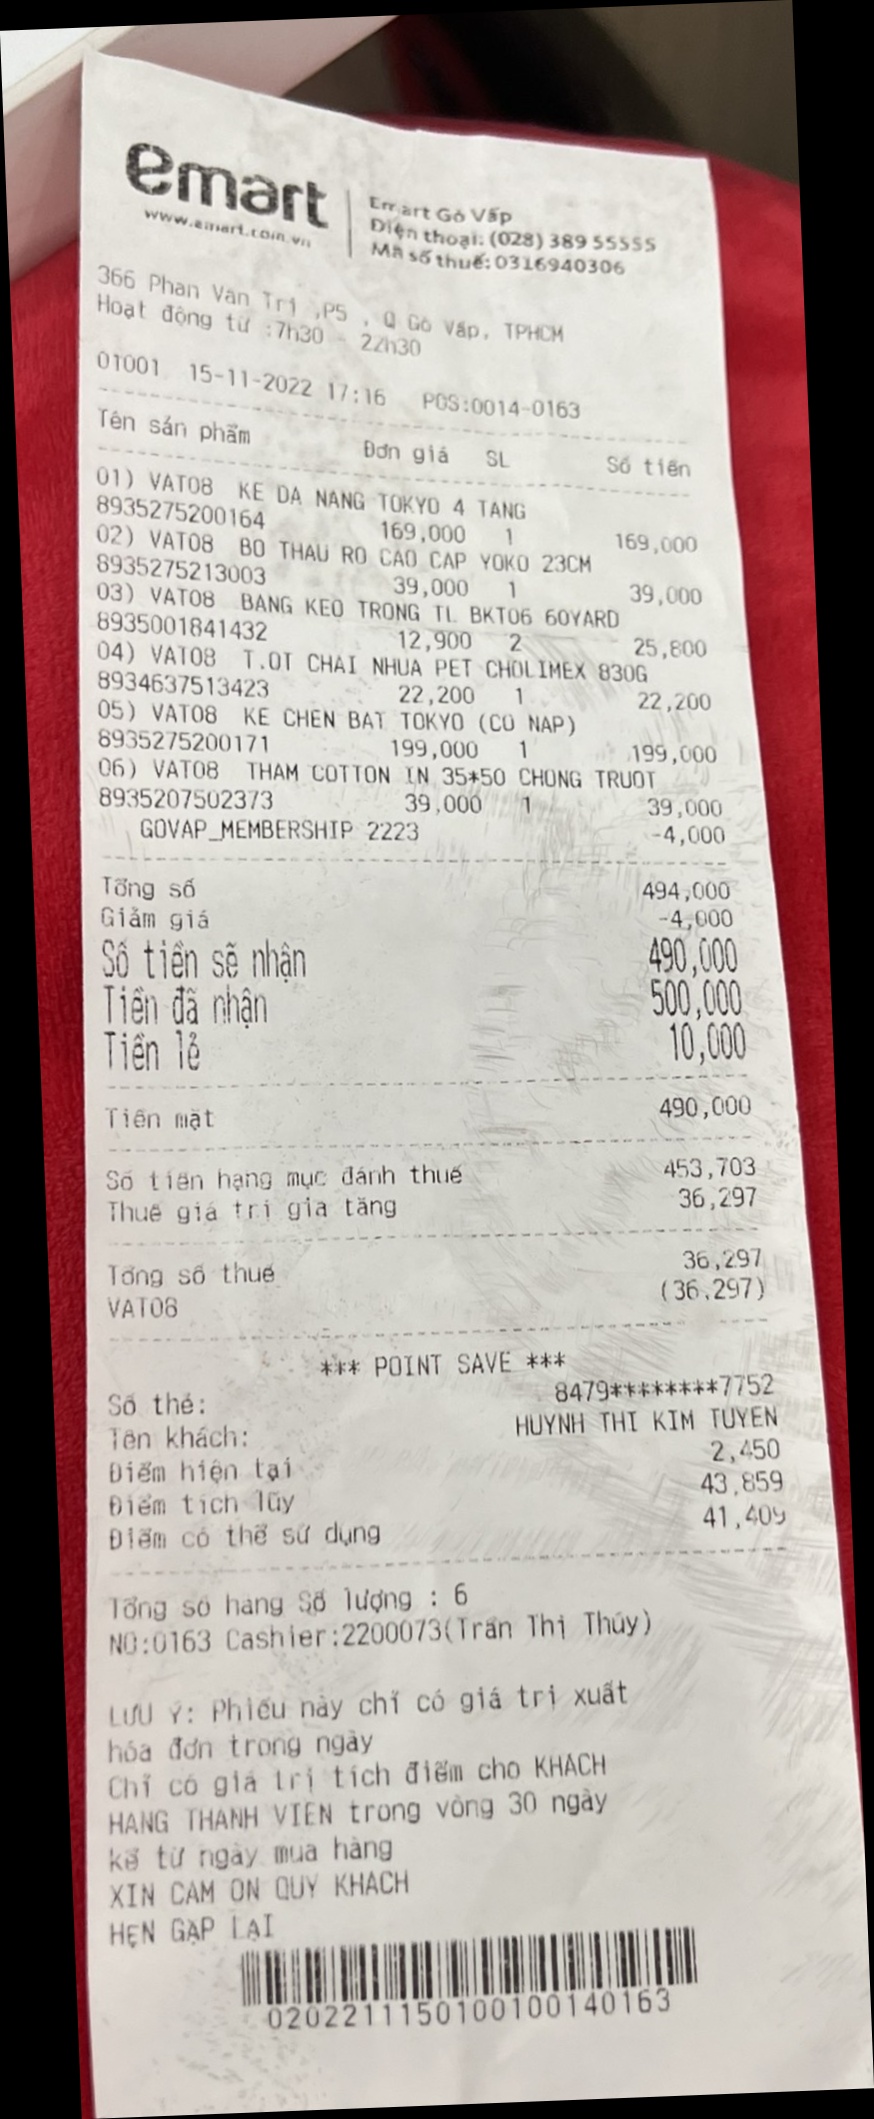 emart
www.emart.com.vn
Emart Gò Vấp
Điện thoại: (028) 389 55555
Mã số thuế: 0316940306
366 Phan Văn Trị ,P5 , Q Gò Vấp, TPHCM
Hoạt động từ :7h30 - 22h30
01001 15-11-2022 17:16 POS:0014-0163
Tên sản phẩm Đơn giá SL Số tiền
01) VAT08 KE DA NANG TOKYO 4 TANG
8935275200164 169,000 1 169,000
02) VAT08 BO THAU RO CAO CAP YOKO 23CM
8935275213003 39,000 1 39,000
03) VAT08 BANG KEO TRONG TL BKT06 60YARD
8935001841432 12,900 2 25,800
04) VAT08 T.OT CHAI NHUA PET CHOLIMEX 830G
8934637513423 22,200 1 22,200
05) VAT08 KE CHEN BAT TOKYO (CO NAP)
8935275200171 199,000 1 199,000
06) VAT08 THAM COTTON IN 35*50 CHONG TRUOT
8935207502373 39,000 1 39,000
GOVAP_MEMBERSHIP 2223 -4,000
Tổng số 494,000
Giảm giá -4,000
Số tiền sẽ nhận 490,000
Tiền đã nhận 500,000
Tiền lẻ 10,000
Tiền mặt 490,000
Số tiền hạng mục đánh thuế 453,703
Thuế giá trị gia tăng 36,297
Tổng số thuế 36,297
VAT08 (36,297)
*** POINT SAVE ***
Số thẻ: 8479********7752
Tên khách: HUYNH THI KIM TUYEN
Điểm hiện tại 2,450
Điểm tích lũy 43,859
Điểm có thể sử dụng 41,409
Tổng số hàng Số lượng : 6
NO:0163 Cashier:2200073(Trần Thị Thúy)
LƯU Ý: Phiếu này chỉ có giá trị xuất
hóa đơn trong ngày
Chỉ có giá trị tích điểm cho KHACH
HANG THANH VIEN trong vòng 30 ngày
kể từ ngày mua hàng
XIN CAM ON QUY KHACH
HẸN GẶP LẠI
0202211150100100140163